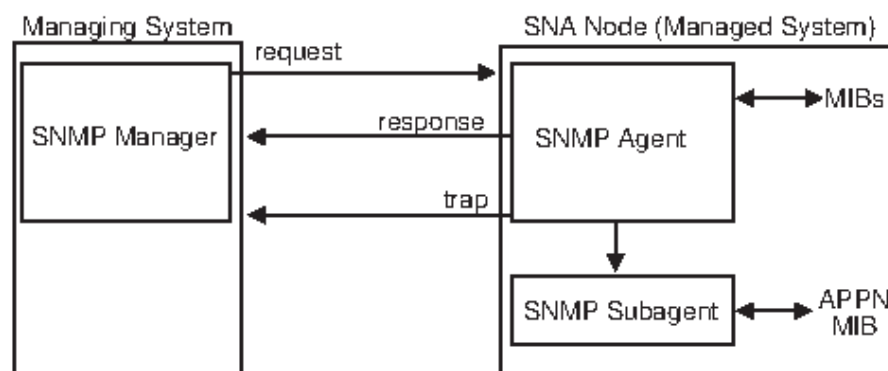 Managing System
SNA Node (Managed System}
request
SNMP Manager
response
SNMP Agent
MIBs
trap
SNMP Subagent
APPN
MIB